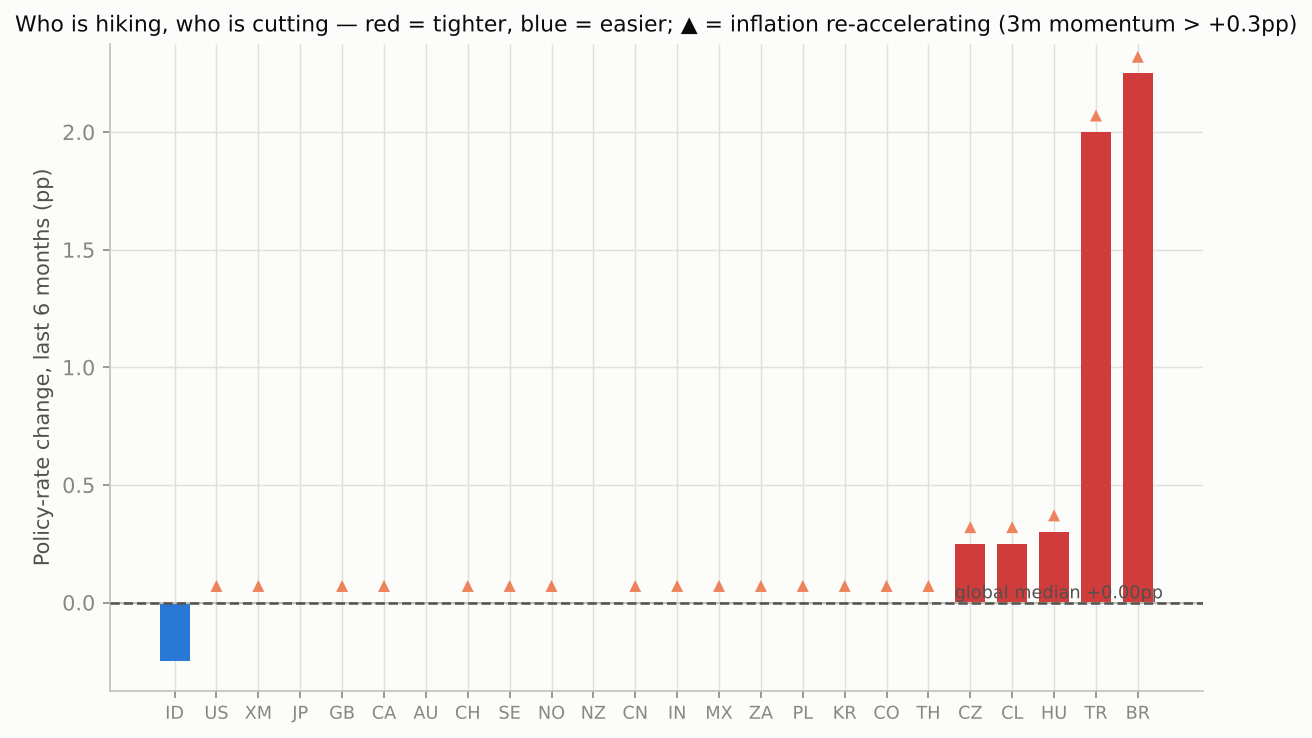 Who is hiking, who is cutting — red = tighter, blue = easier; ▲ = inflation re-accelerating (3m momentum > +0.3pp)
Policy-rate change, last 6 months (pp)
2.0
1.5
1.0
0.5
0.0
global median +0.00pp
ID US XM JP GB CA AU CH SE NO NZ CN IN MX ZA PL KR CO TH CZ CL HU TR BR